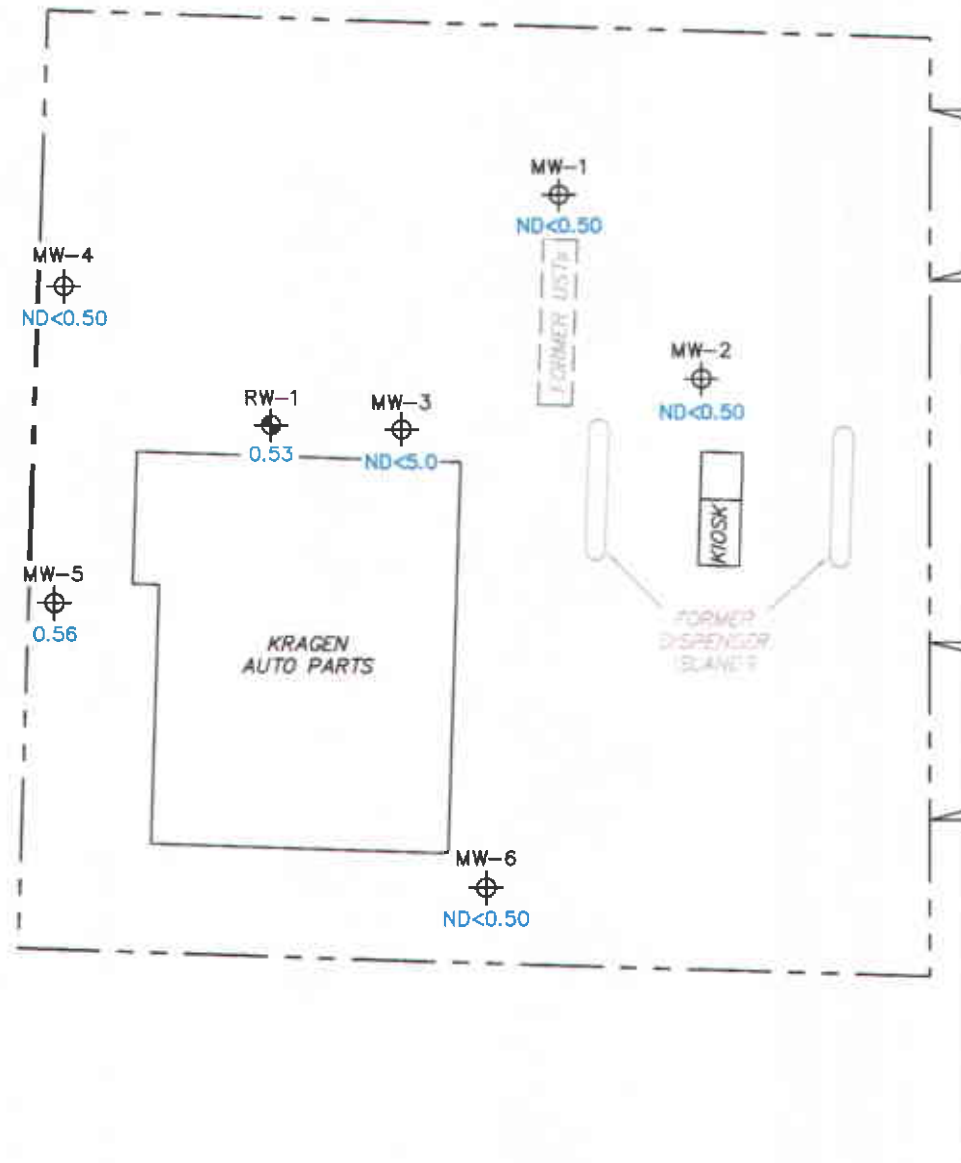 MW-1
ND<0.50
MW-4
ND<0.50
FORMER USTs
MW-2
ND<0.50
RW-1
0.53
MW-3
ND<5.0
KIOSK
MW-5
0.56
FORMER
DISPENSER
ISLANDS
KRAGEN
AUTO PARTS
MW-6
ND<0.50